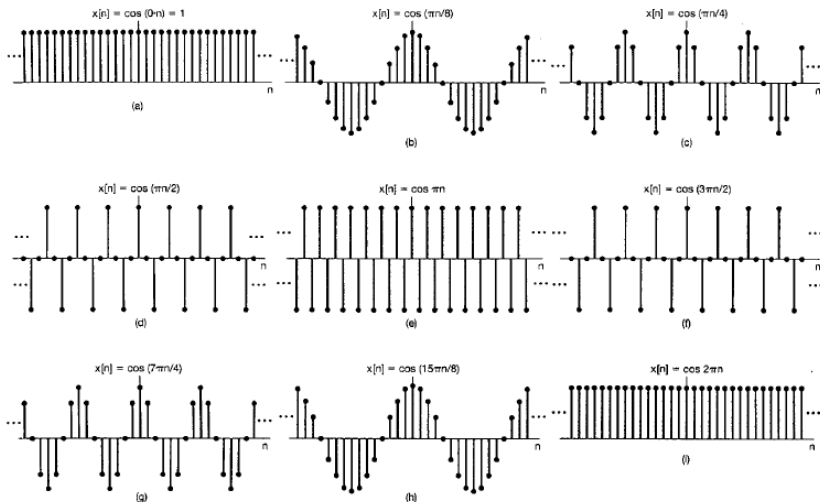 x[n] = cos (0·n) = 1
n
(a)
x[n] = cos (πn/8)
n
(b)
x[n] = cos (πn/4)
n
(c)
x[n] = cos (πn/2)
n
(d)
x[n] = cos πn
n
(e)
x[n] = cos (3πn/2)
n
(f)
x[n] = cos (7πn/4)
n
(g)
x[n] = cos (15πn/8)
n
(h)
x[n] = cos 2πn
n
(i)